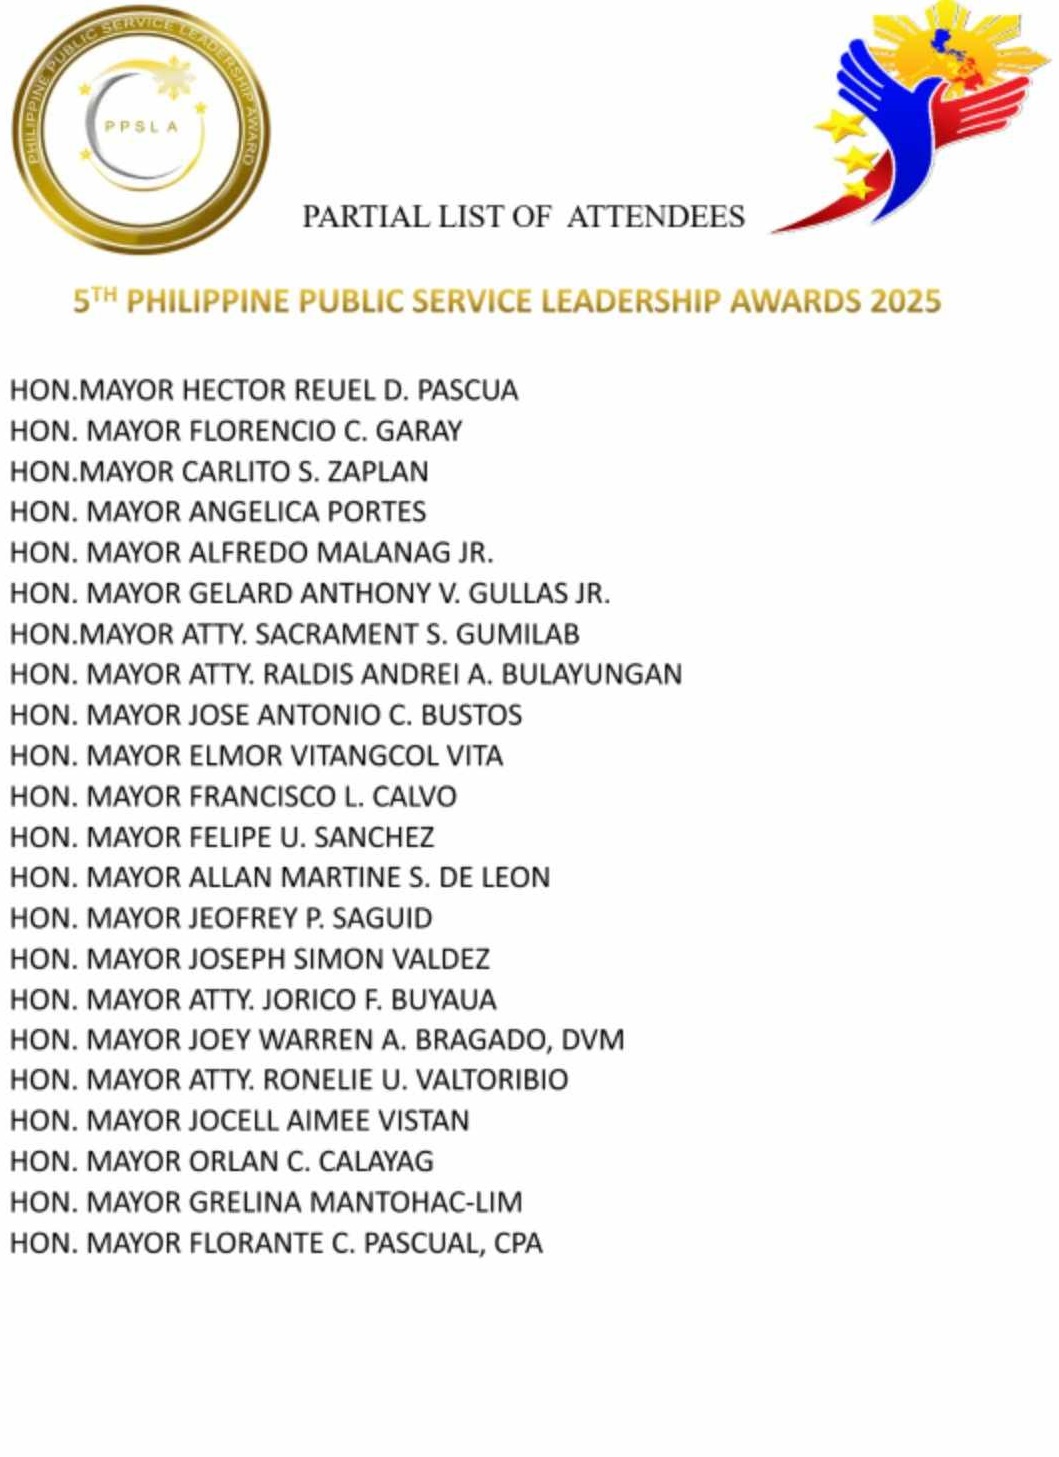 PHILIPPINE PUBLIC SERVICE LEADERSHIP AWARD
PPSLA
PARTIAL LIST OF ATTENDEES
5TH PHILIPPINE PUBLIC SERVICE LEADERSHIP AWARDS 2025
HON.MAYOR HECTOR REUEL D. PASCUA
HON. MAYOR FLORENCIO C. GARAY
HON.MAYOR CARLITO S. ZAPLAN
HON. MAYOR ANGELICA PORTES
HON. MAYOR ALFREDO MALANAG JR.
HON. MAYOR GELARD ANTHONY V. GULLAS JR.
HON.MAYOR ATTY. SACRAMENT S. GUMILAB
HON. MAYOR ATTY. RALDIS ANDREI A. BULAYUNGAN
HON. MAYOR JOSE ANTONIO C. BUSTOS
HON. MAYOR ELMOR VITANGCOL VITA
HON. MAYOR FRANCISCO L. CALVO
HON. MAYOR FELIPE U. SANCHEZ
HON. MAYOR ALLAN MARTINE S. DE LEON
HON. MAYOR JEOFREY P. SAGUID
HON. MAYOR JOSEPH SIMON VALDEZ
HON. MAYOR ATTY. JORICO F. BUYAUA
HON. MAYOR JOEY WARREN A. BRAGADO, DVM
HON. MAYOR ATTY. RONELIE U. VALTORIBIO
HON. MAYOR JOCELL AIMEE VISTAN
HON. MAYOR ORLAN C. CALAYAG
HON. MAYOR GRELINA MANTOHAC-LIM
HON. MAYOR FLORANTE C. PASCUAL, CPA